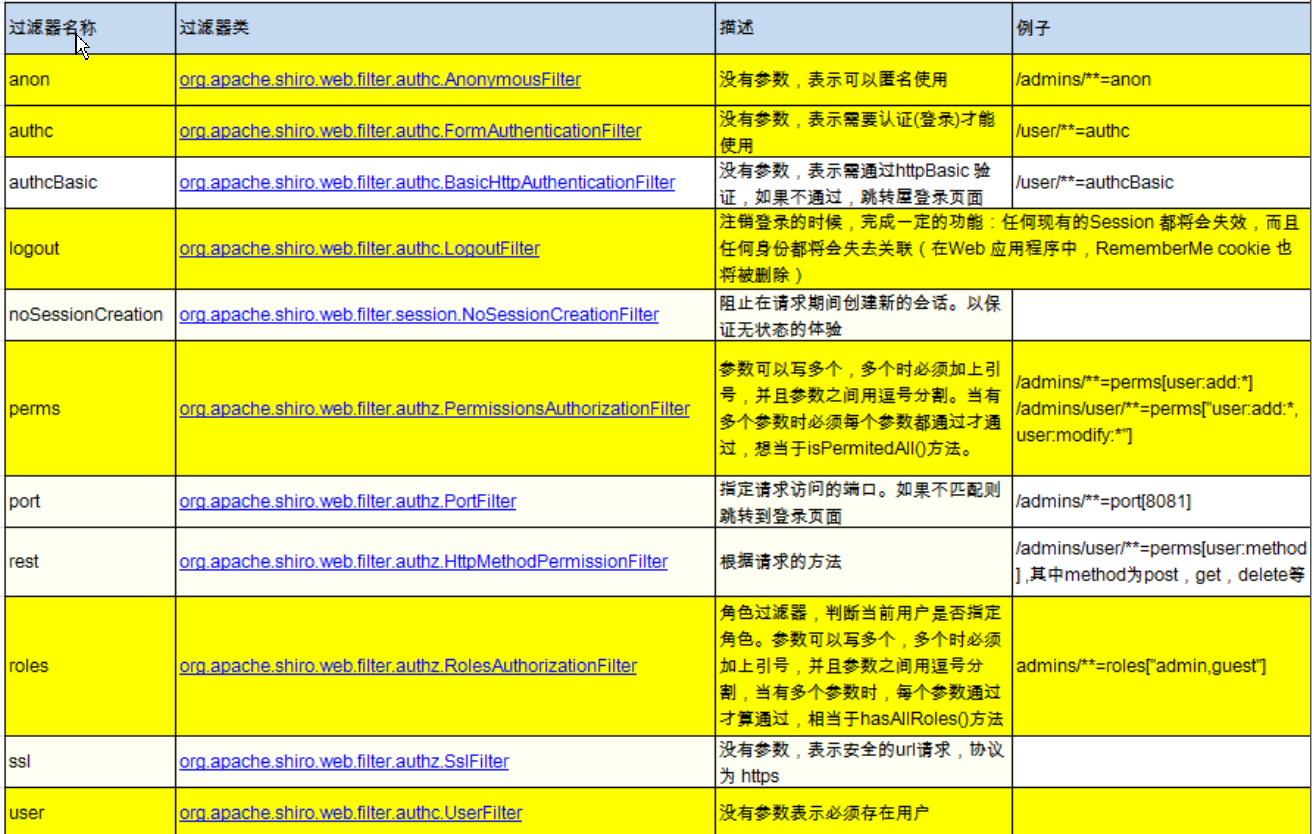 过滤器名称 过滤器类 描述 例子
anon org.apache.shiro.web.filter.authc.AnonymousFilter 没有参数，表示可以匿名使用 /admins/**=anon
authc org.apache.shiro.web.filter.authc.FormAuthenticationFilter 没有参数，表示需要认证(登录)才能
使用 /user/**=authc
authcBasic org.apache.shiro.web.filter.authc.BasicHttpAuthenticationFilter 没有参数，表示需通过httpBasic 验
证，如果不通过，跳转屋登录页面 /user/**=authcBasic
logout org.apache.shiro.web.filter.authc.LogoutFilter 注销登录的时候，完成一定的功能：任何现有的Session 都将会失效，而且
任何身份都将会失去关联（在Web 应用程序中，RememberMe cookie 也
将被删除）
noSessionCreation org.apache.shiro.web.filter.session.NoSessionCreationFilter 阻止在请求期间创建新的会话。以保
证无状态的体验
perms org.apache.shiro.web.filter.authz.PermissionsAuthorizationFilter 参数可以写多个，多个时必须加上引
号，并且参数之间用逗号分割。当有
多个参数时必须每个参数都通过才通
过，想当于isPermitedAll()方法。
/admins/**=perms[user:add:*]
/admins/user/**=perms["user:add:*,
user:modify:*"]
port org.apache.shiro.web.filter.authz.PortFilter 指定请求访问的端口。如果不匹配则
跳转到登录页面 /admins/**=port[8081]
rest org.apache.shiro.web.filter.authz.HttpMethodPermissionFilter 根据请求的方法 /admins/user/**=perms[user:method
] ,其中method为post，get，delete等
roles org.apache.shiro.web.filter.authz.RolesAuthorizationFilter 角色过滤器，判断当前用户是否指定
角色。参数可以写多个，多个时必须
加上引号，并且参数之间用逗号分
割，当有多个参数时，每个参数通过
才算通过，相当于hasAllRoles()方法
admins/**=roles["admin,guest"]
ssl org.apache.shiro.web.filter.authz.SslFilter 没有参数，表示安全的url请求，协议
为 https
user org.apache.shiro.web.filter.authc.UserFilter 没有参数表示必须存在用户